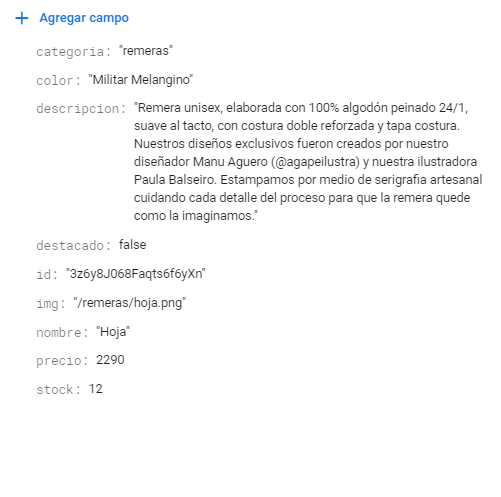 + Agregar campo
categoria: "remeras"
color: "Militar Melangino"
descripcion: "Remera unisex, elaborada con 100% algodón peinado 24/1,
suave al tacto, con costura doble reforzada y tapa costura.
Nuestros diseños exclusivos fueron creados por nuestro
diseñador Manu Aguero (@agapeilustra) y nuestra ilustradora
Paula Balseiro. Estampamos por medio de serigrafia artesanal
cuidando cada detalle del proceso para que la remera quede
como la imaginamos."
destacado: false
id: "3z6y8J068Faqts6f6yXn"
img: "/remeras/hoja.png"
nombre: "Hoja"
precio: 2290
stock: 12